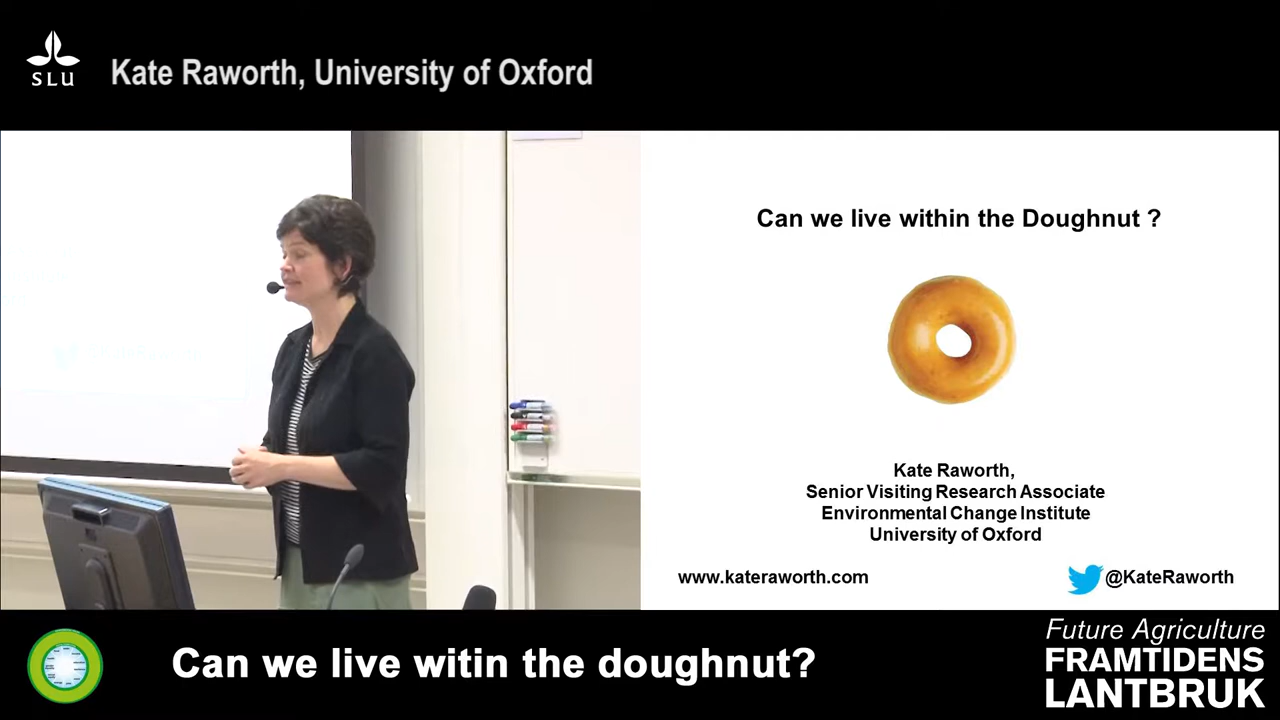 SLU
Kate Raworth, University of Oxford
Can we live within the Doughnut ?
Kate Raworth,
Senior Visiting Research Associate
Environmental Change Institute
University of Oxford
www.kateraworth.com
@KateRaworth
Can we live witin the doughnut?
Future Agriculture
FRAMTIDENS
LANTBRUK